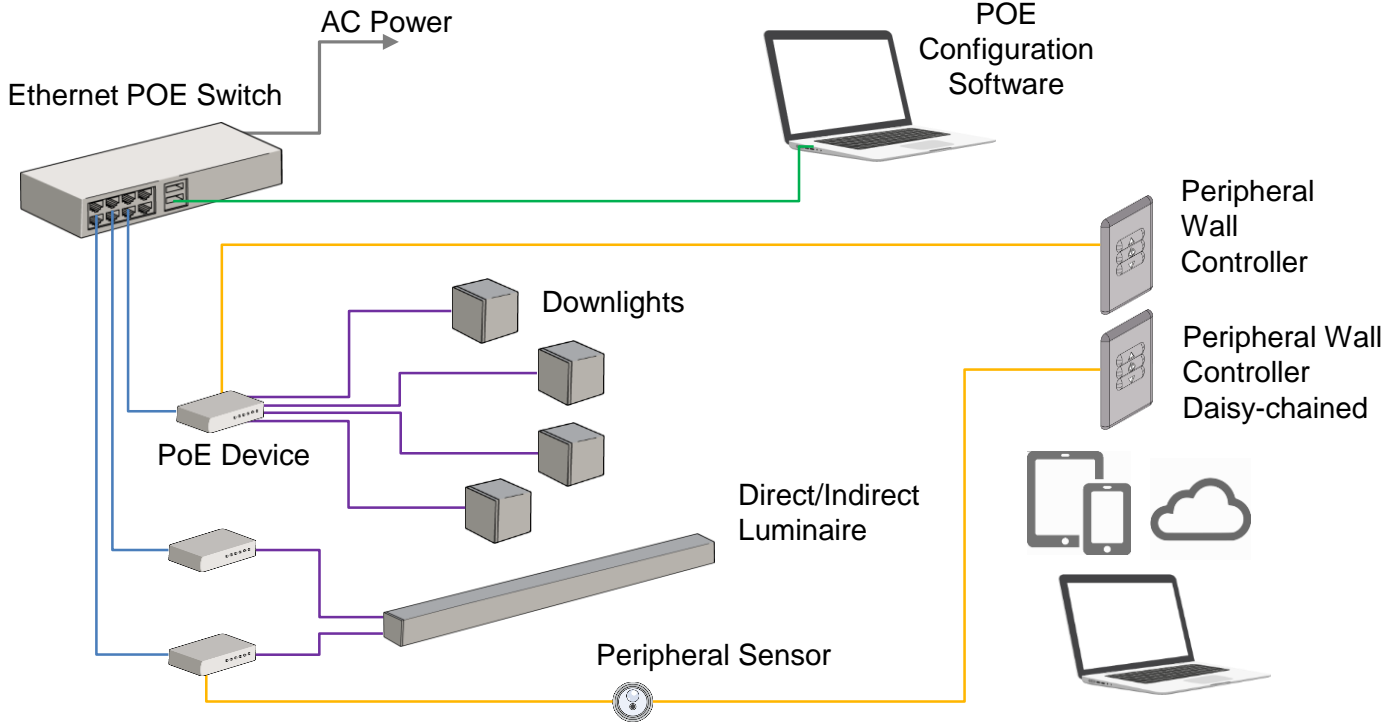 AC Power
POE
Configuration
Software
Ethernet POE Switch
Peripheral
Wall
Controller
Downlights
Peripheral Wall
Controller
Daisy-chained
PoE Device
Direct/Indirect
Luminaire
Peripheral Sensor